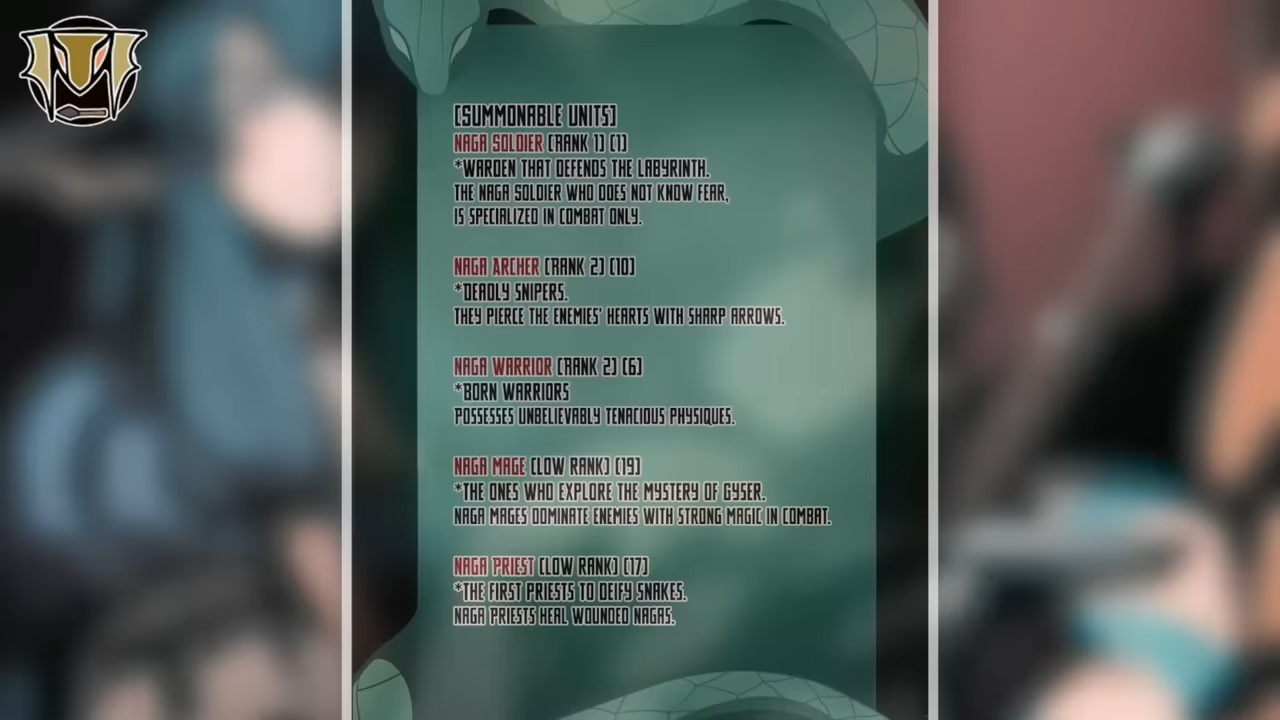 [SUMMONABLE UNITS]
NAGA SOLDIER [RANK 1] [1]
*WARDEN THAT DEFENDS THE LABYRINTH.
THE NAGA SOLDIER WHO DOES NOT KNOW FEAR,
IS SPECIALIZED IN COMBAT ONLY.
NAGA ARCHER [RANK 2] [10]
*DEADLY SNIPERS.
THEY PIERCE THE ENEMIES' HEARTS WITH SHARP ARROWS.
NAGA WARRIOR [RANK 2] [6]
*BORN WARRIORS
POSSESSES UNBELIEVABLY TENACIOUS PHYSIQUES.
NAGA MAGE [LOW RANK] [19]
*THE ONES WHO EXPLORE THE MYSTERY OF GYSER.
NAGA MAGES DOMINATE ENEMIES WITH STRONG MAGIC IN COMBAT.
NAGA PRIEST [LOW RANK] [17]
*THE FIRST PRIESTS TO DEIFY SNAKES.
NAGA PRIESTS HEAL WOUNDED NAGAS.